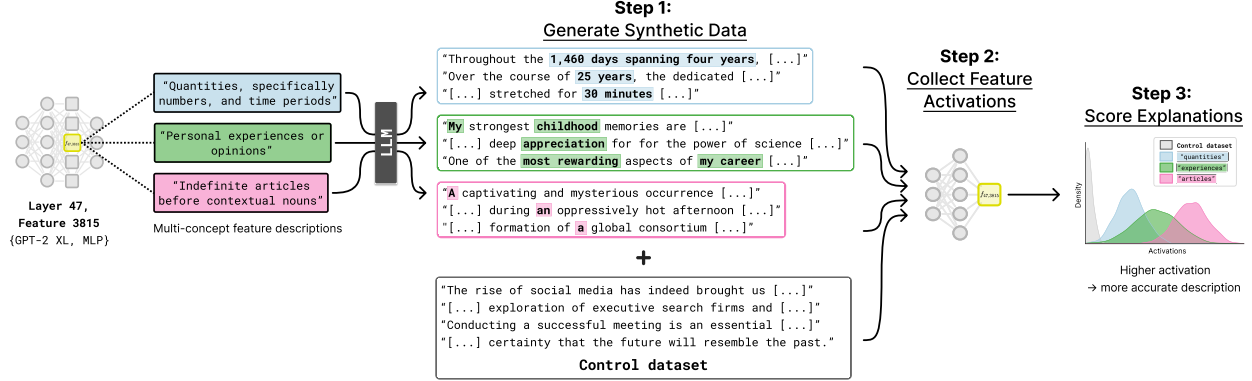 Layer 47,
Feature 3815
{GPT-2 XL, MLP}
“Quantities, specifically
numbers, and time periods”
“Personal experiences or
opinions”
“Indefinite articles
before contextual nouns”
Multi-concept feature descriptions
LLM
Step 1:
Generate Synthetic Data
“Throughout the 1,460 days spanning four years, [...]”
“Over the course of 25 years, the dedicated [...]”
“[...] stretched for 30 minutes [...]”
“My strongest childhood memories are [...]”
“[...] deep appreciation for for the power of science [...]”
“One of the most rewarding aspects of my career [...]
“A captivating and mysterious occurrence [...]”
“[...] during an oppressively hot afternoon [...]”
“[...] formation of a global consortium [...]”
+
“The rise of social media has indeed brought us [...]”
“[...] exploration of executive search firms and [...]”
“Conducting a successful meeting is an essential [...]”
“[...] certainty that the future will resemble the past.”
Control dataset
Step 2:
Collect Feature
Activations
Step 3:
Score Explanations
Control dataset
"quantities"
"experiences"
"articles"
Density
Activations
Higher activation
→ more accurate description